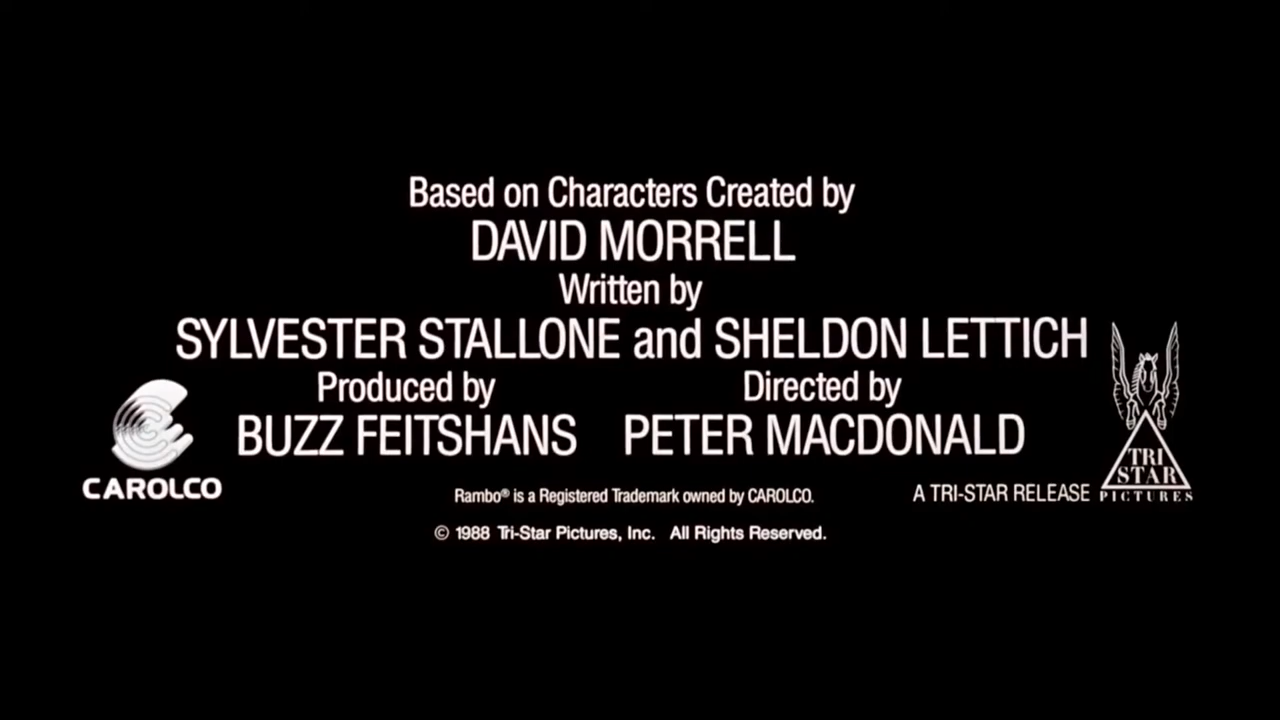 Based on Characters Created by
DAVID MORRELL
Written by
SYLVESTER STALLONE and SHELDON LETTICH
Produced by
BUZZ FEITSHANS
Directed by
PETER MACDONALD
CAROLCO
Rambo® is a Registered Trademark owned by CAROLCO.
A TRI-STAR RELEASE
TRI
STAR
PICTURES
© 1988 Tri-Star Pictures, Inc. All Rights Reserved.